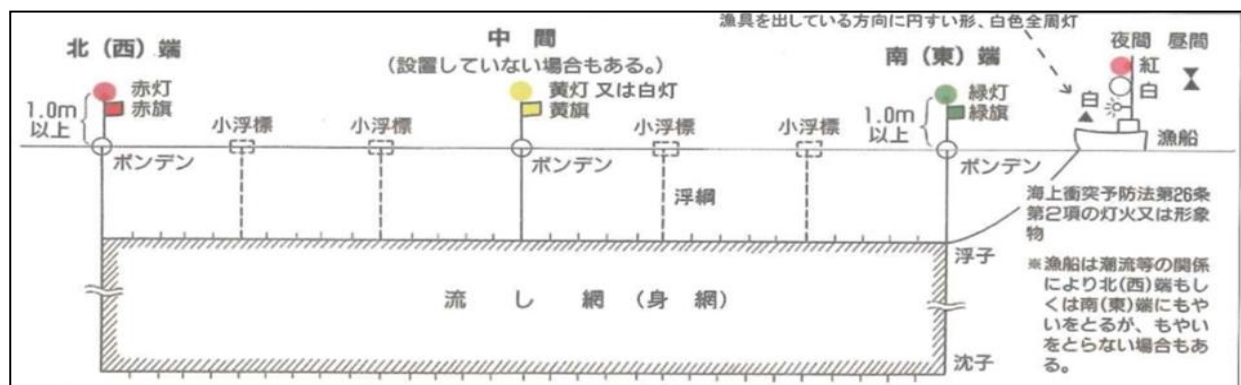 漁具を出している方向に円すい形、白色全周灯
北（西）端
中　間
（設置していない場合もある。）
南（東）端
夜間　昼間
赤灯
赤旗
1.0m
以上
黄灯 又は白灯
黄旗
緑灯
緑旗
1.0m
以上
紅
白
白
漁船
小浮標
小浮標
小浮標
小浮標
ボンデン
ボンデン
ボンデン
浮綱
海上衝突予防法第26条
第2項の灯火又は形象
物
浮子
流　し　網　（身　網）
※漁船は潮流等の関係
により北（西）端もし
くは南（東）端にもや
いをとるが、もやい
をとらない場合もあ
る。
沈子